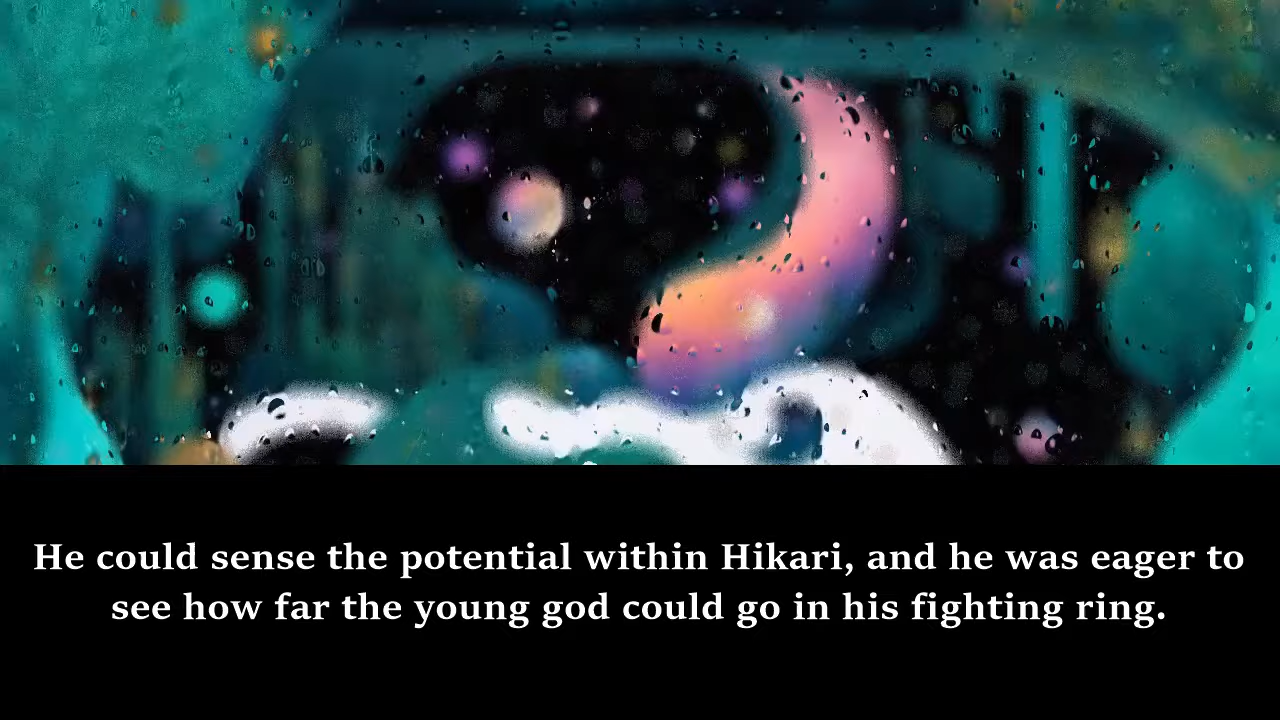 He could sense the potential within Hikari, and he was eager to
see how far the young god could go in his fighting ring.